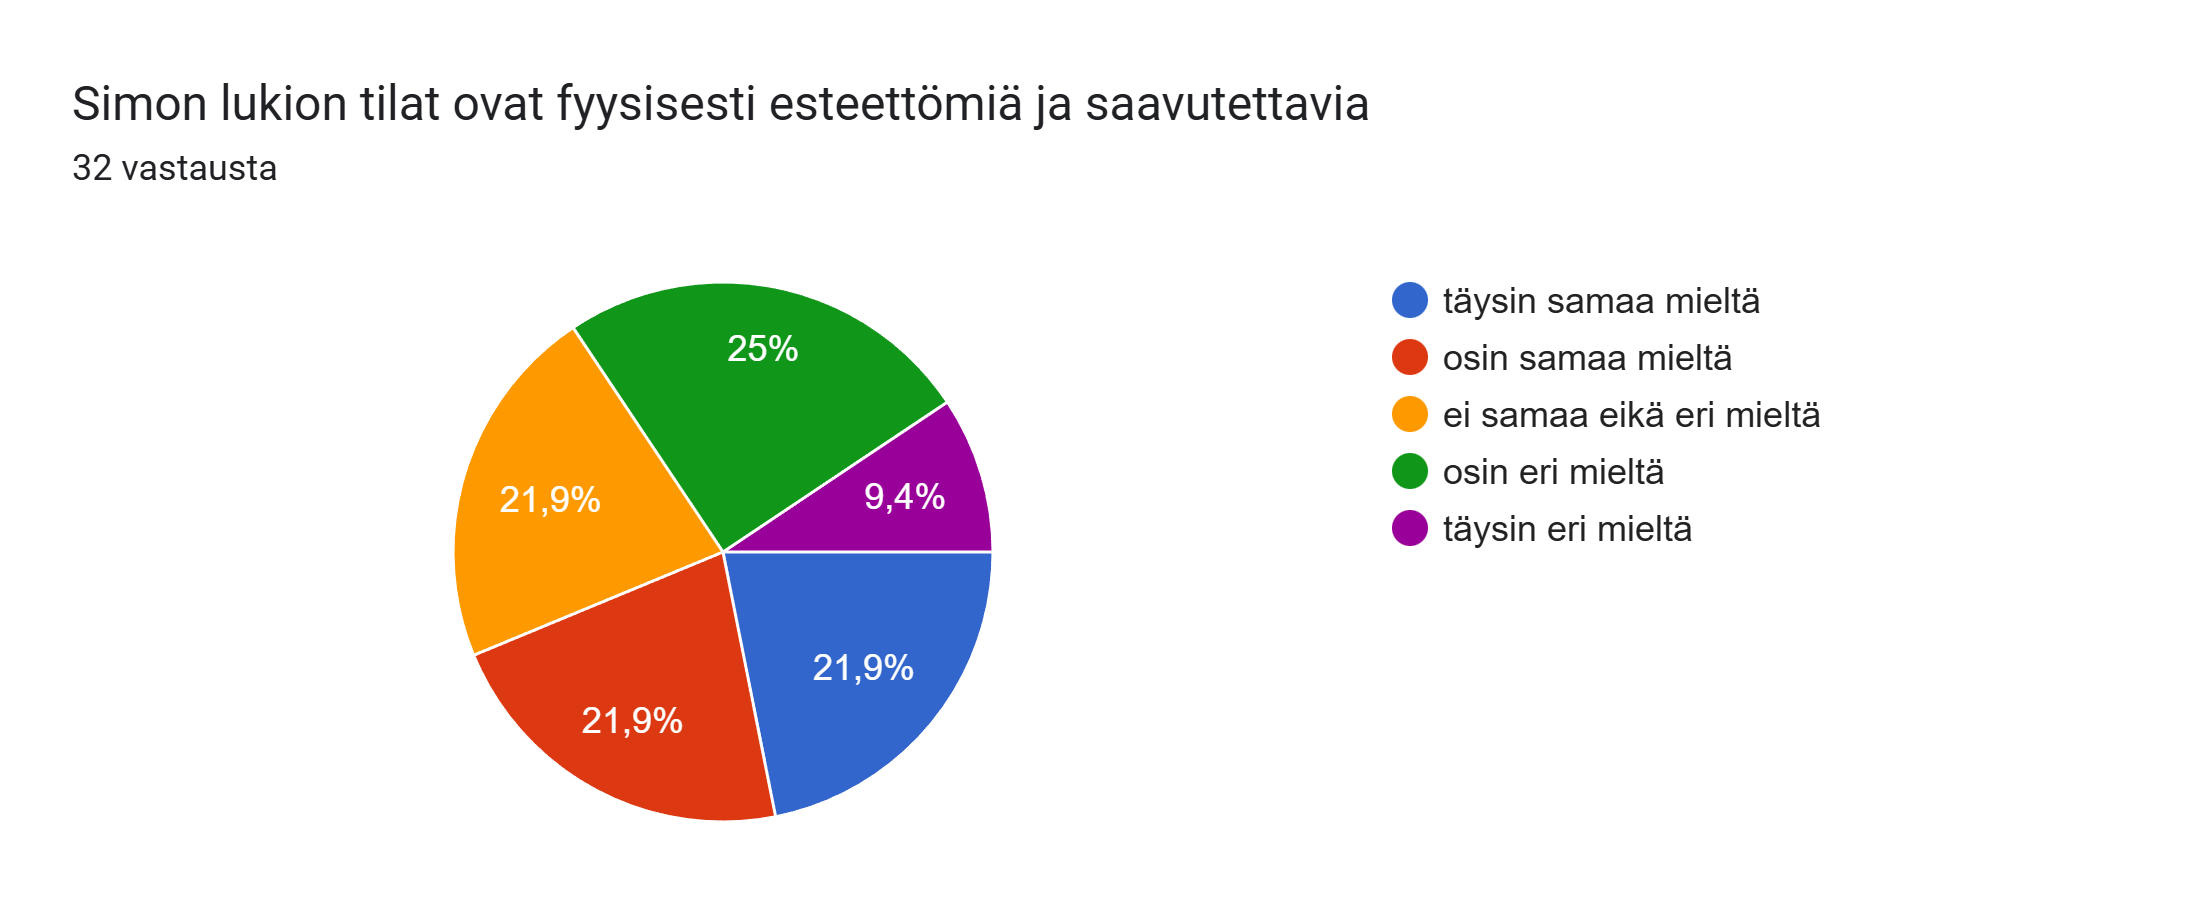 Simon lukion tilat ovat fyysisesti esteettömiä ja saavutettavia
32 vastausta
25%
9,4%
21,9%
21,9%
21,9%
täysin samaa mieltä
osin samaa mieltä
ei samaa eikä eri mieltä
osin eri mieltä
täysin eri mieltä